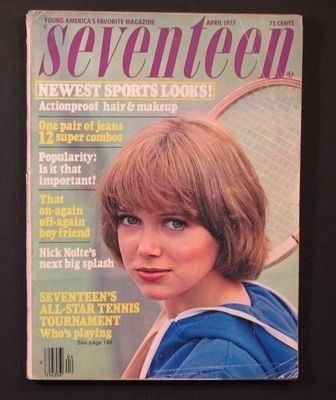 YOUNG AMERICA'S FAVORITE MAGAZINE
APRIL 1977
75 CENTS
seventeen
NEWEST SPORTS LOOKS!
Actionproof hair & makeup
One pair of jeans
12 super combos
Popularity:
Is it that
important?
That
on-again
off-again
boy friend
Nick Nolte's
next big splash
SEVENTEEN'S
ALL-STAR TENNIS
TOURNAMENT
Who's playing
See page 148